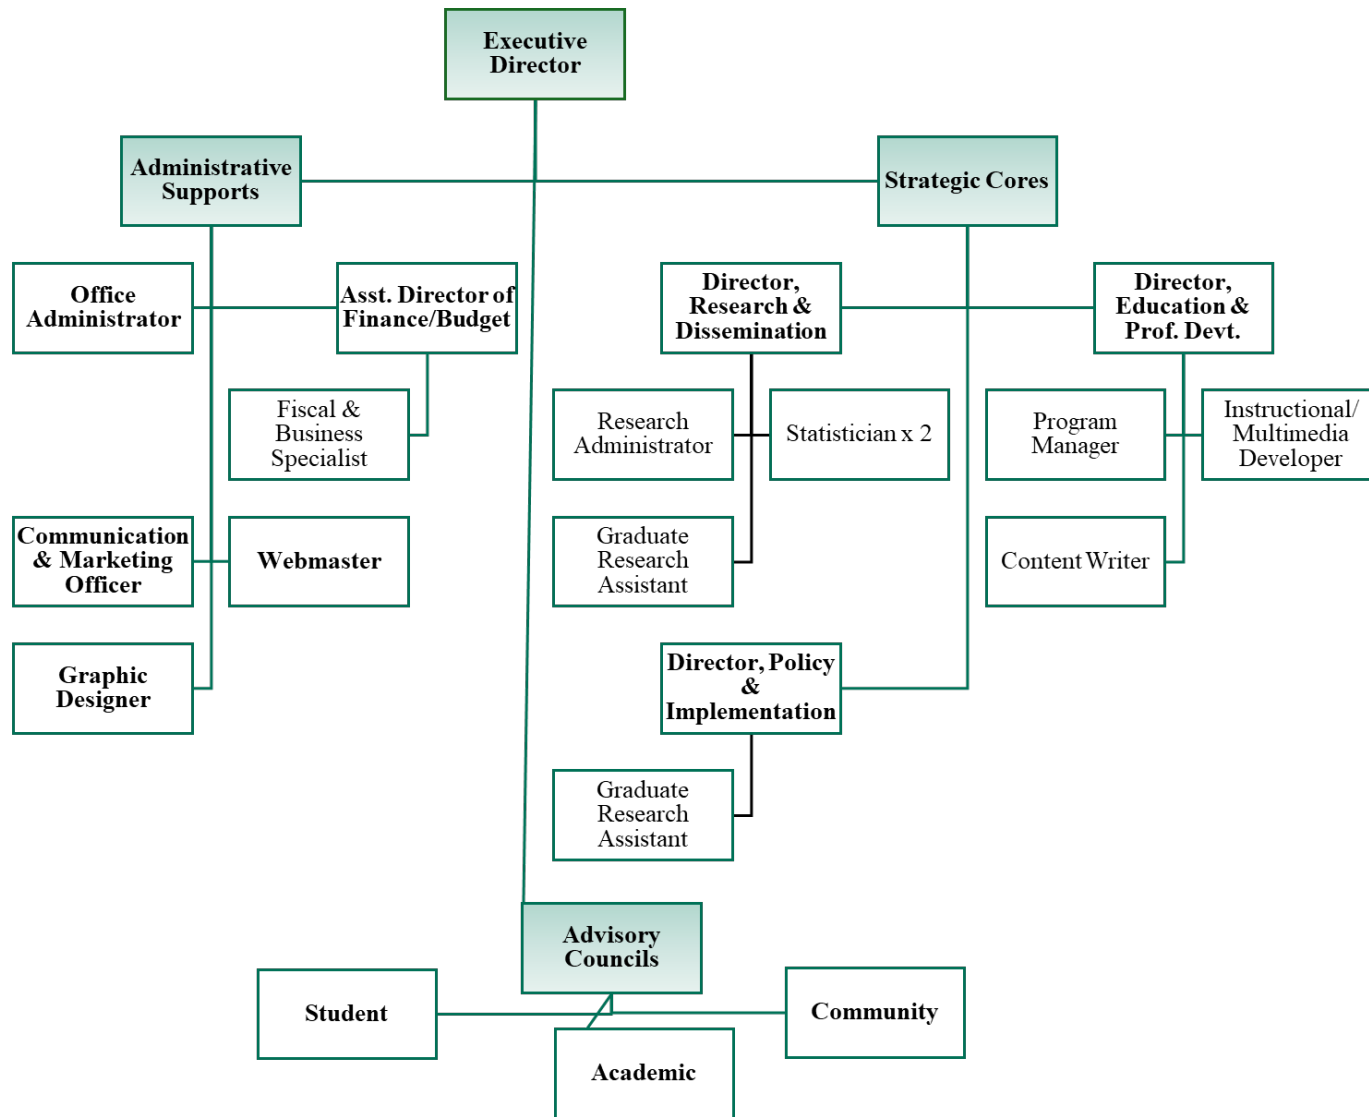 Executive
Director
Administrative
Supports
Strategic Cores
Office
Administrator
Asst. Director of
Finance/Budget
Director,
Research &
Dissemination
Director,
Education &
Prof. Devt.
Fiscal &
Business
Specialist
Research
Administrator
Statistician x 2
Program
Manager
Instructional/
Multimedia
Developer
Communication
& Marketing
Officer
Webmaster
Graduate
Research
Assistant
Content Writer
Graphic
Designer
Director, Policy
&
Implementation
Graduate
Research
Assistant
Advisory
Councils
Student
Community
Academic